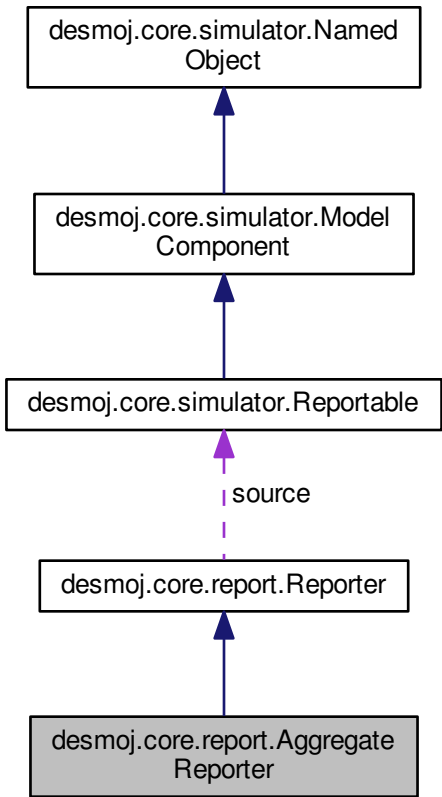 desmoj.core.simulator.Named
Object
desmoj.core.simulator.Model
Component
desmoj.core.simulator.Reportable
source
desmoj.core.report.Reporter
desmoj.core.report.Aggregate
Reporter